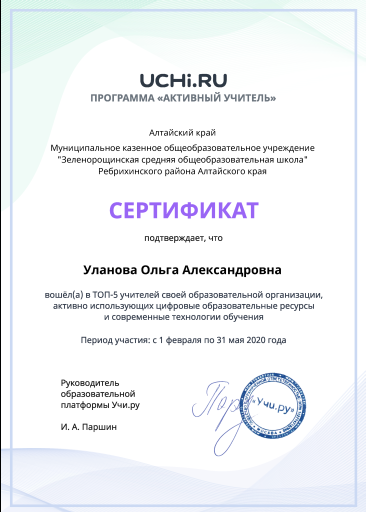 UCHi.RU
ПРОГРАММА «АКТИВНЫЙ УЧИТЕЛЬ»
Алтайский край
Муниципальное казенное общеобразовательное учреждение
"Зеленорощинская средняя общеобразовательная школа"
Ребрихинского района Алтайского края
СЕРТИФИКАТ
подтверждает, что
Уланова Ольга Александровна
вошёл(а) в ТОП-5 учителей своей образовательной организации,
активно использующих цифровые образовательные ресурсы
и современные технологии обучения
Период участия: с 1 февраля по 31 мая 2020 года
Руководитель
образовательной
платформы Учи.ру
И. А. Паршин
«Учи.ру»